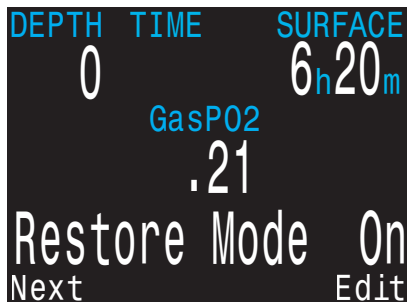 DEPTH TIME SURFACE
0 6h20m
GasPO2
.21
Restore Mode On
Next Edit